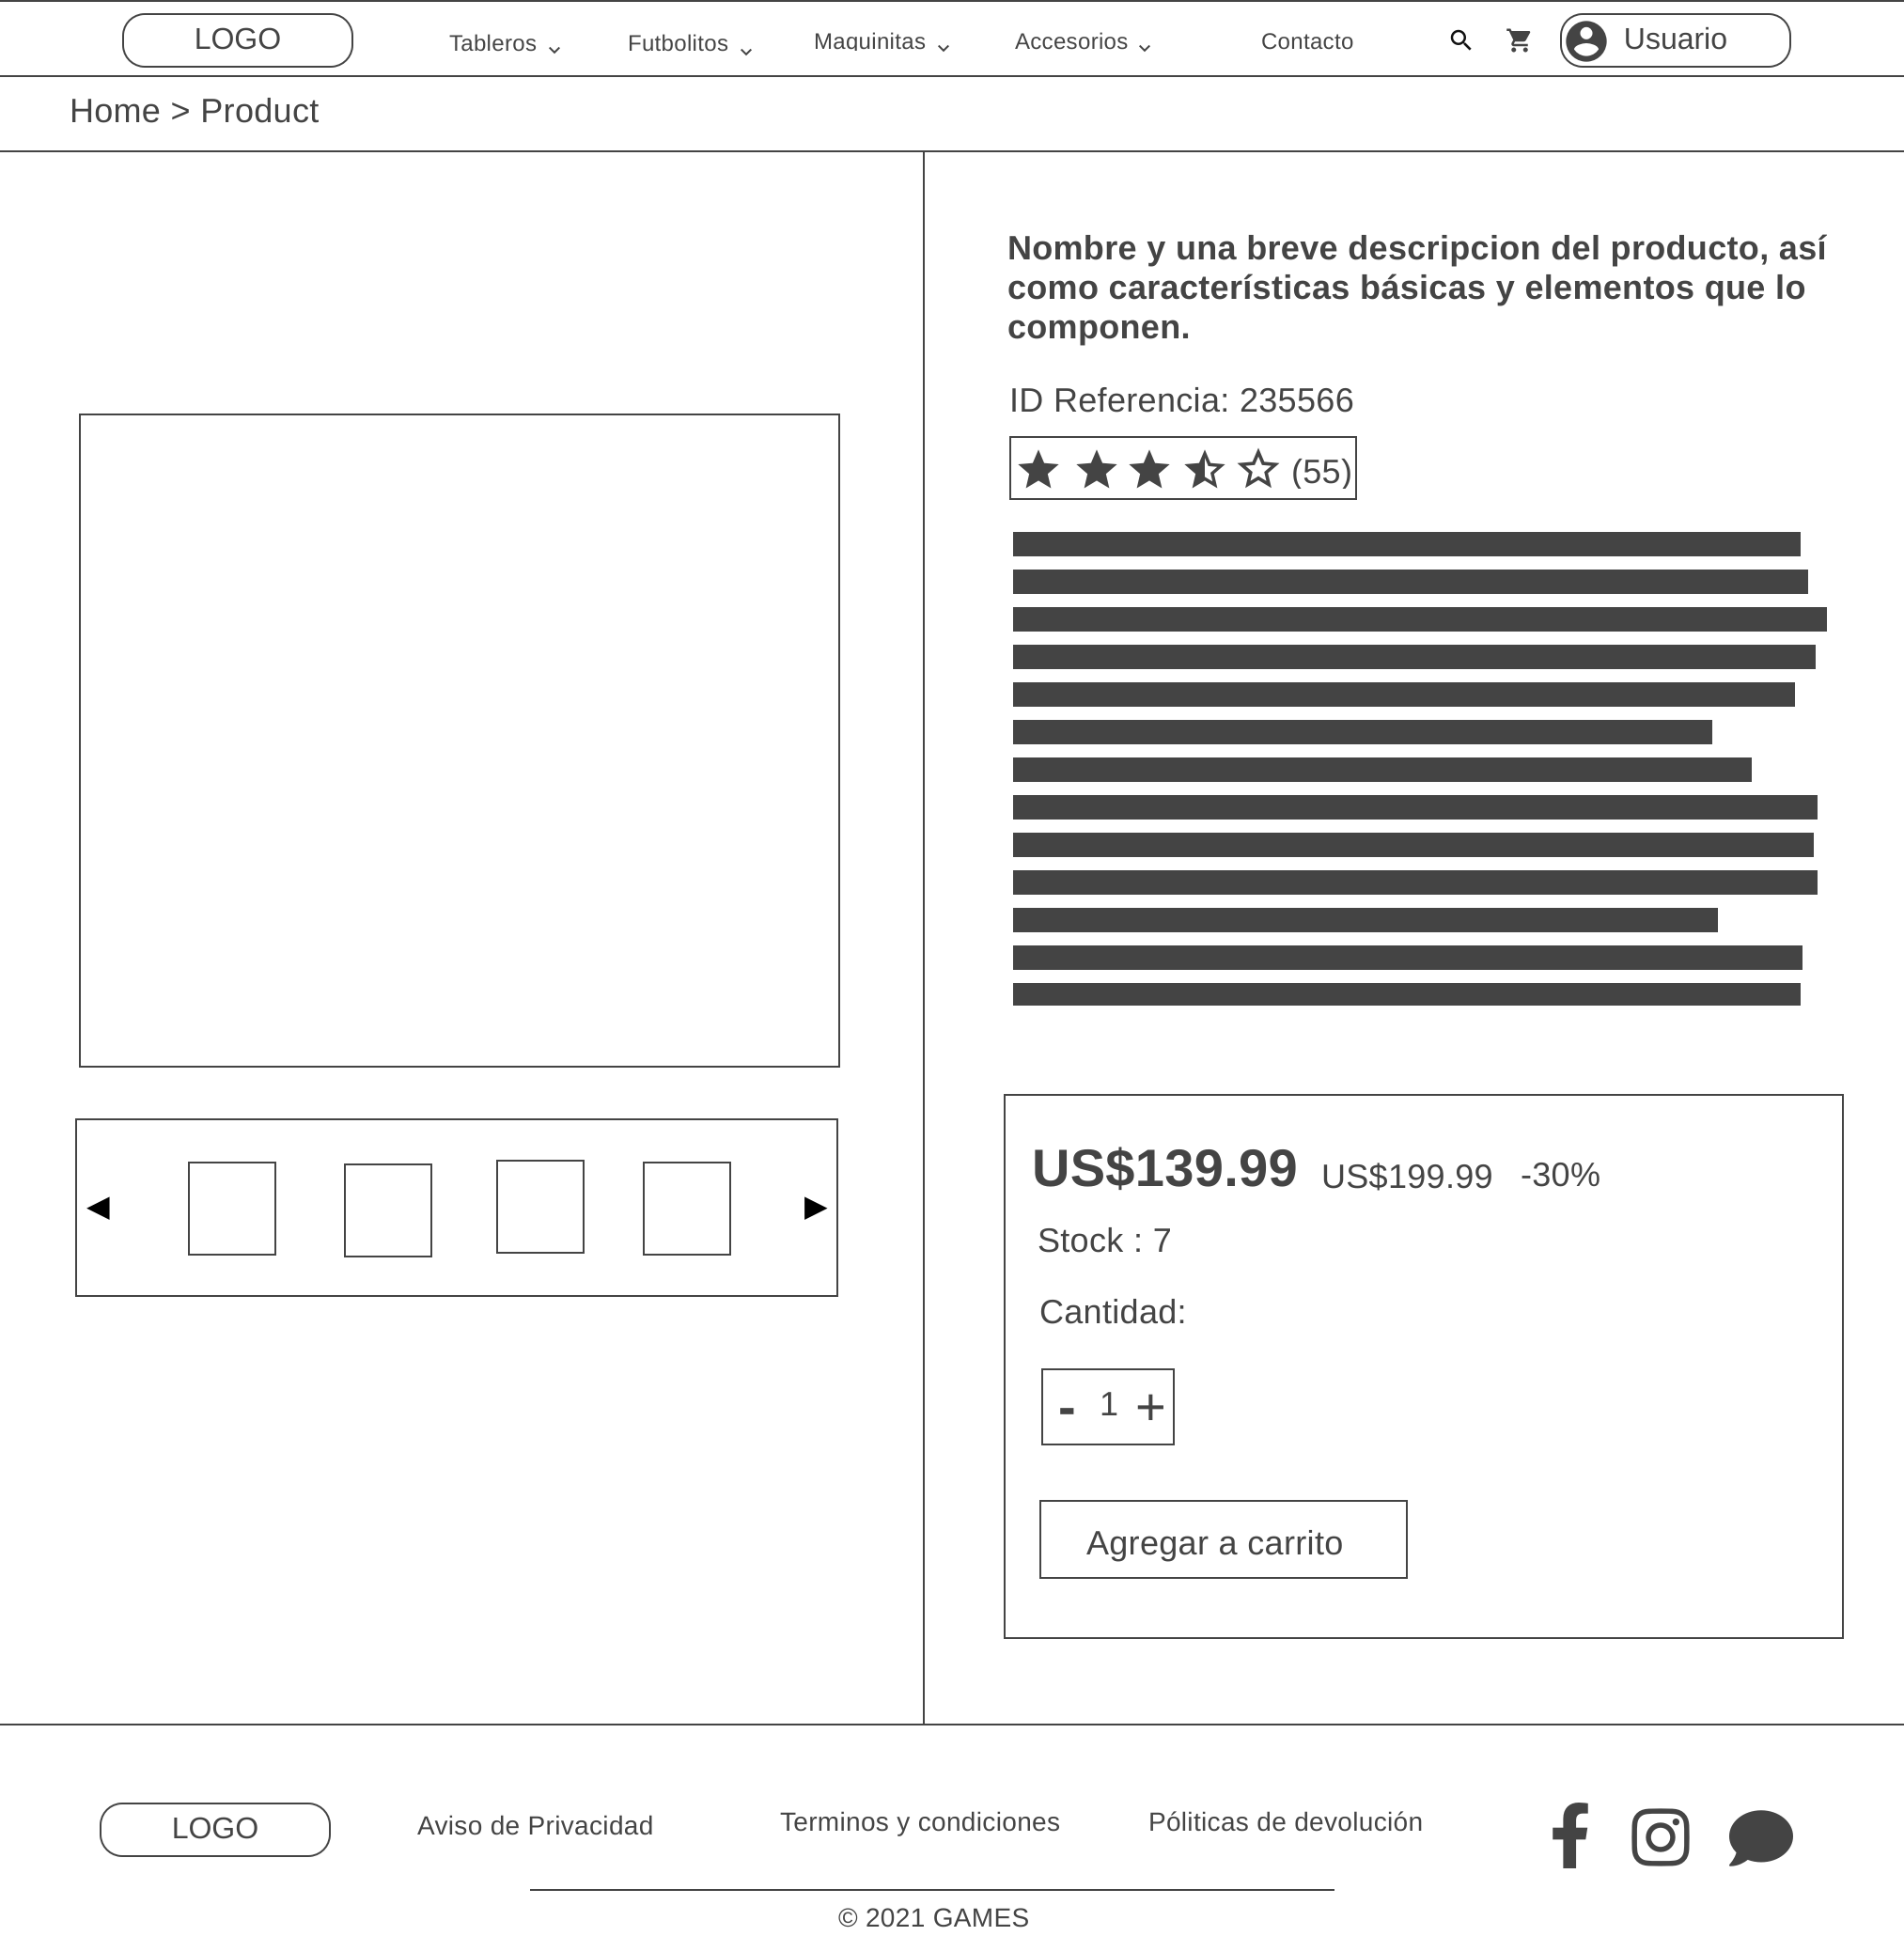 LOGO Tableros Futbolitos Maquinitas Accesorios Contacto Usuario
Home > Product
Nombre y una breve descripcion del producto, así
como características básicas y elementos que lo
componen.
ID Referencia: 235566
(55)
US$139.99 US$199.99 -30%
Stock : 7
Cantidad:
- 1 +
Agregar a carrito
LOGO Aviso de Privacidad Terminos y condiciones Póliticas de devolución
© 2021 GAMES